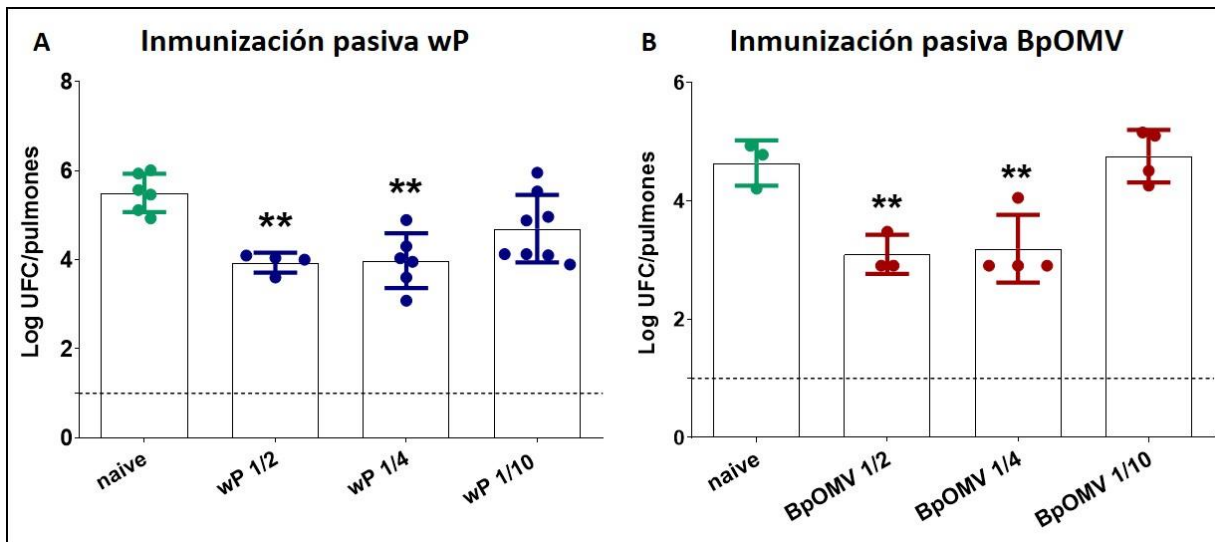 A
Inmunización pasiva wP
Log UFC/pulmones
8
6
4
2
0
**
**
naive
wP 1/2
wP 1/4
wP 1/10
B
Inmunización pasiva BpOMV
Log UFC/pulmones
6
4
2
0
**
**
naive
BpOMV 1/2
BpOMV 1/4
BpOMV 1/10